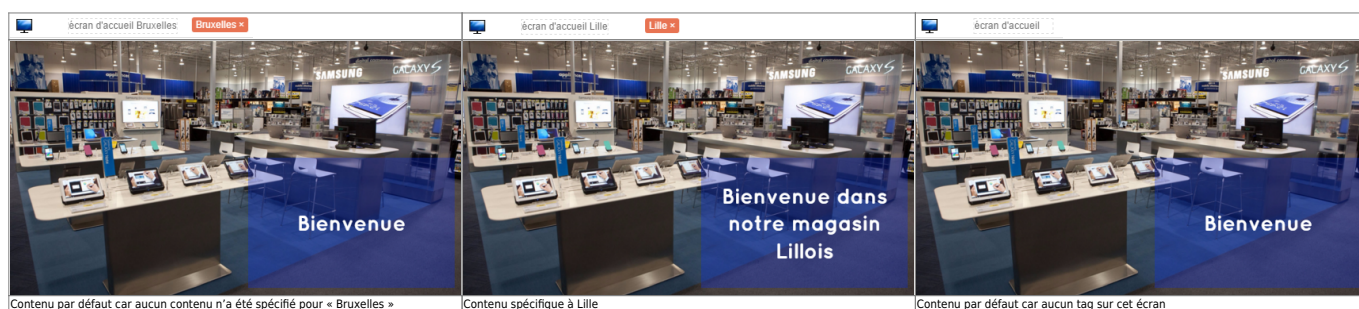 écran d'accueil Bruxelles Bruxelles ×
SAMSUNG GALAXY S
Bienvenue
Contenu par défaut car aucun contenu n'a été spécifié pour « Bruxelles »
écran d'accueil Lille Lille ×
SAMSUNG GALAXY S
Bienvenue dans
notre magasin
Lillois
Contenu spécifique à Lille
écran d'accueil
SAMSUNG GALAXY S
Bienvenue
Contenu par défaut car aucun tag sur cet écran